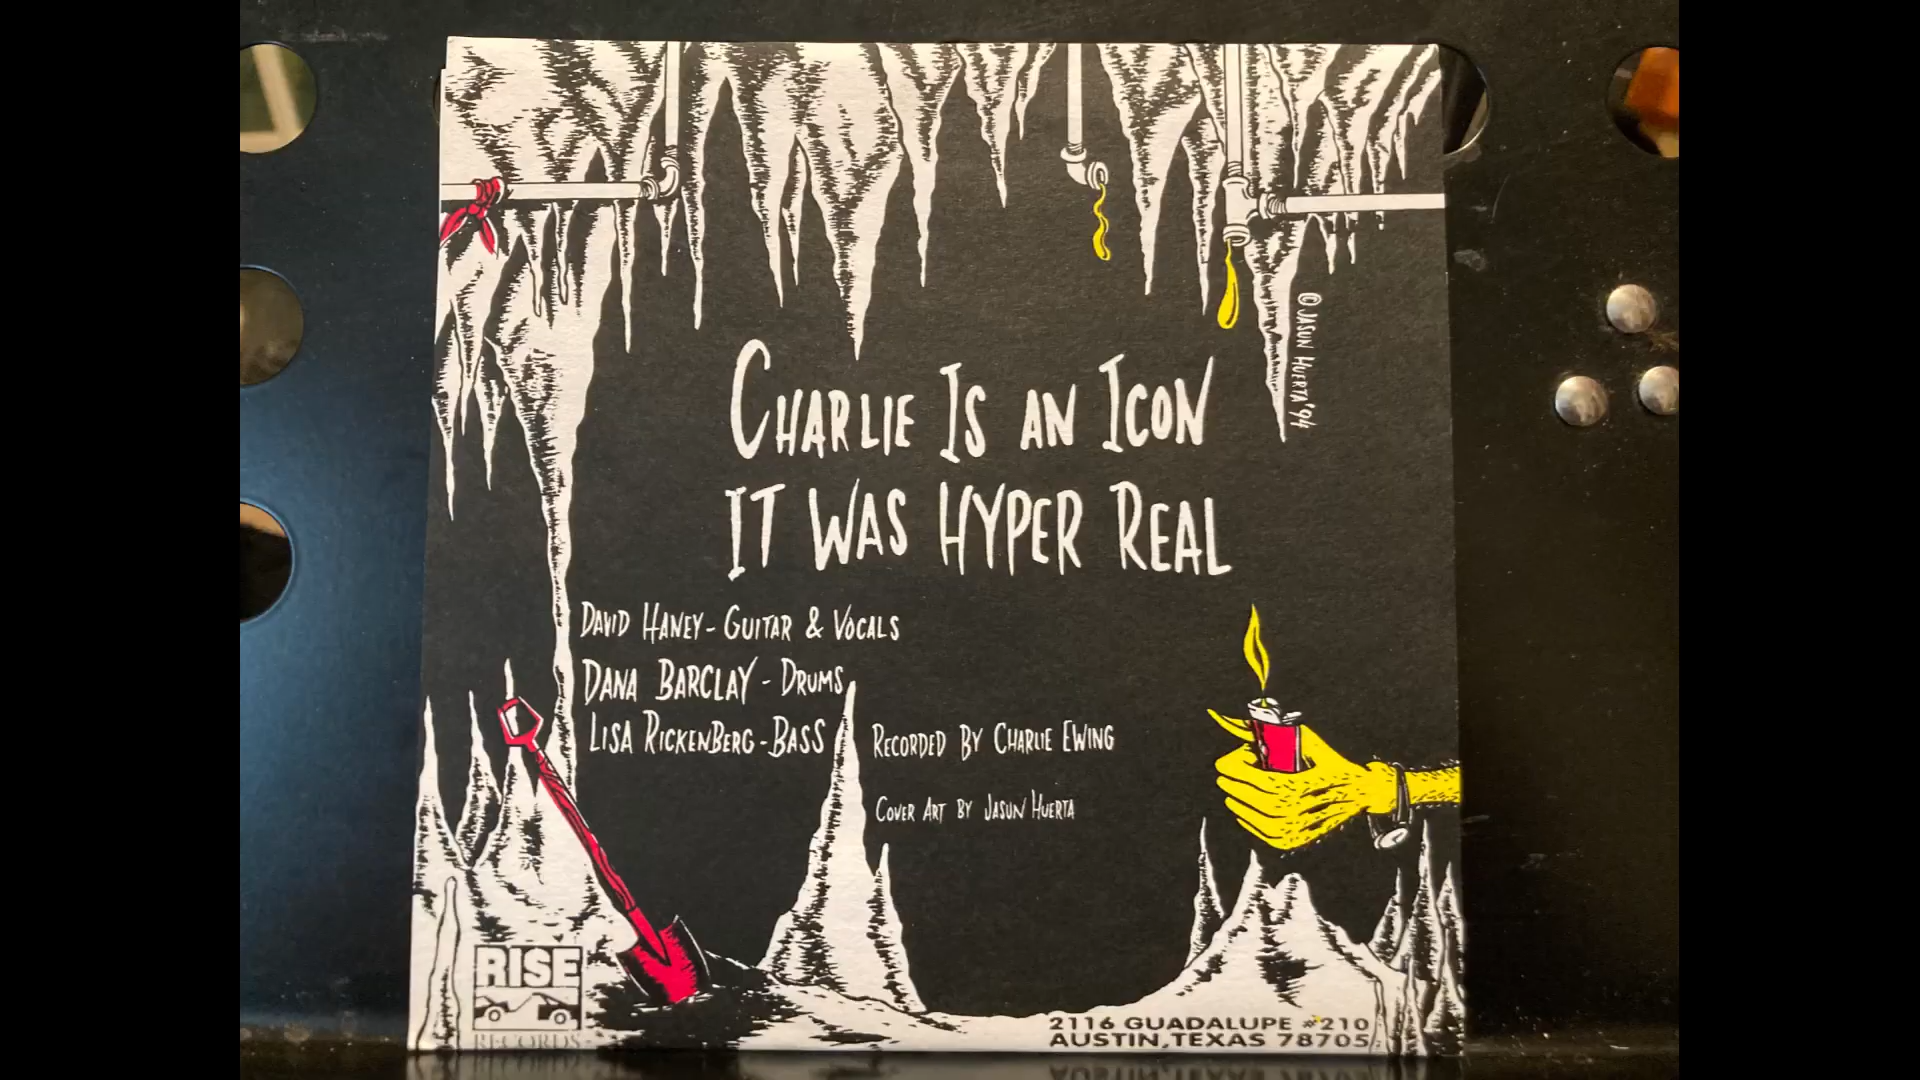 © JASUN HUERTA '94
CHARLIE IS AN ICON
IT WAS HYPER REAL
DAVID HANEY - GUITAR & VOCALS
DANA BARCLAY - DRUMS
LISA RICKENBERG - BASS
RECORDED BY CHARLIE EWING
COVER ART BY JASUN HUERTA
RISE
RECORDS
2116 GUADALUPE #210
AUSTIN, TEXAS 78705